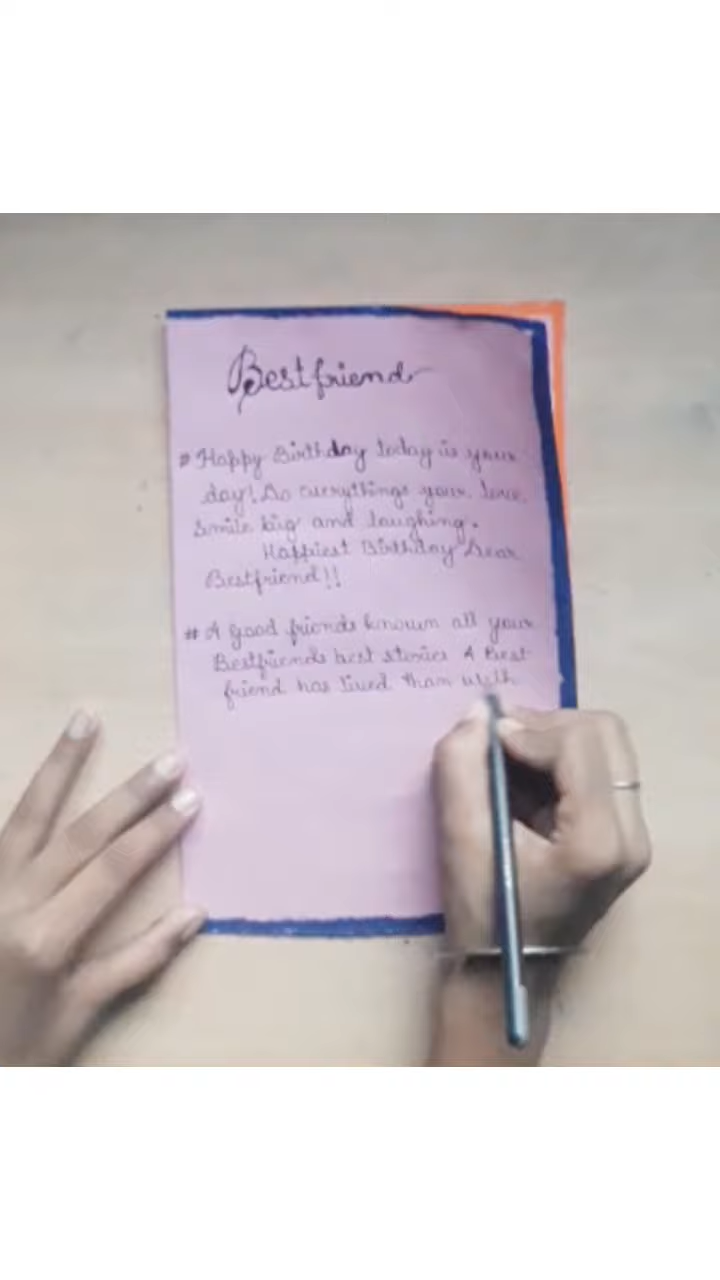 Bestfriend
# Happy Birthday today is your
day! Do everythings your love
Smile big and laughing.
Happiest Birthday Dear
Bestfriend!!
# A good friends known all your
Bestfriends best stories A Best
friend has lived tham with